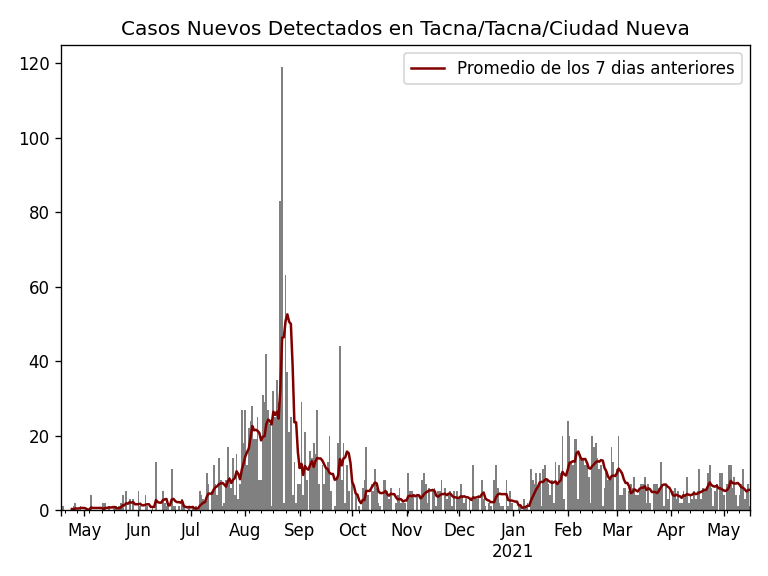 Casos Nuevos Detectados en Tacna/Tacna/Ciudad Nueva
Promedio de los 7 dias anteriores
120
100
80
60
40
20
0
May Jun Jul Aug Sep Oct Nov Dec Jan Feb Mar Apr May
2021